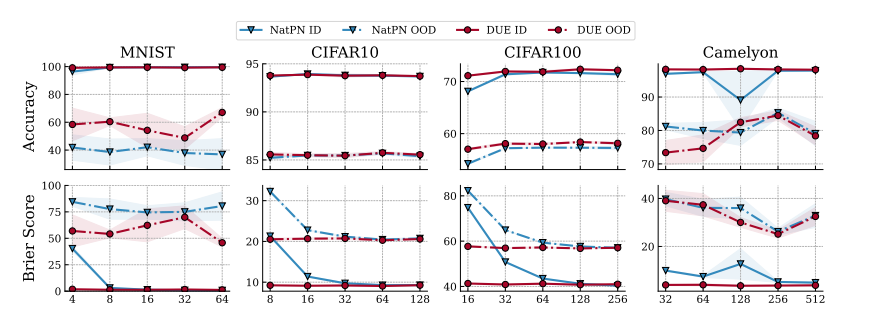 NatPN ID NatPN OOD DUE ID DUE OOD
MNIST CIFAR10 CIFAR100 Camelyon
Accuracy
100 80 60 40
95 90 85
70 60
90 80 70
Brier Score
100 75 50 25 0
30 20 10
80 60 40
40 20
4 8 16 32 64
8 16 32 64 128
16 32 64 128 256
32 64 128 256 512